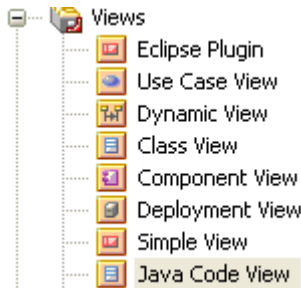 Views
Eclipse Plugin
Use Case View
Dynamic View
Class View
Component View
Deployment View
Simple View
Java Code View